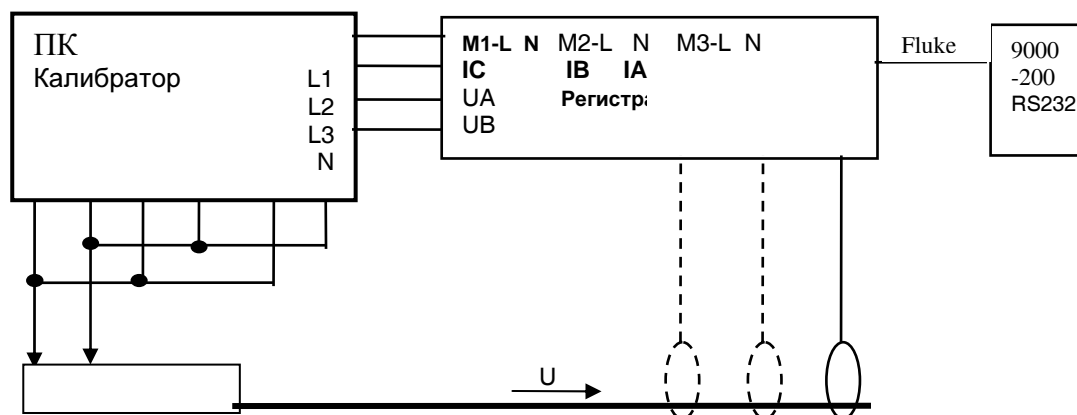 ПК
Калибратор
L1
L2
L3
N
M1-L N M2-L N M3-L N
IC IB IA
UA
UB
Fluke
9000
-200
RS232
U